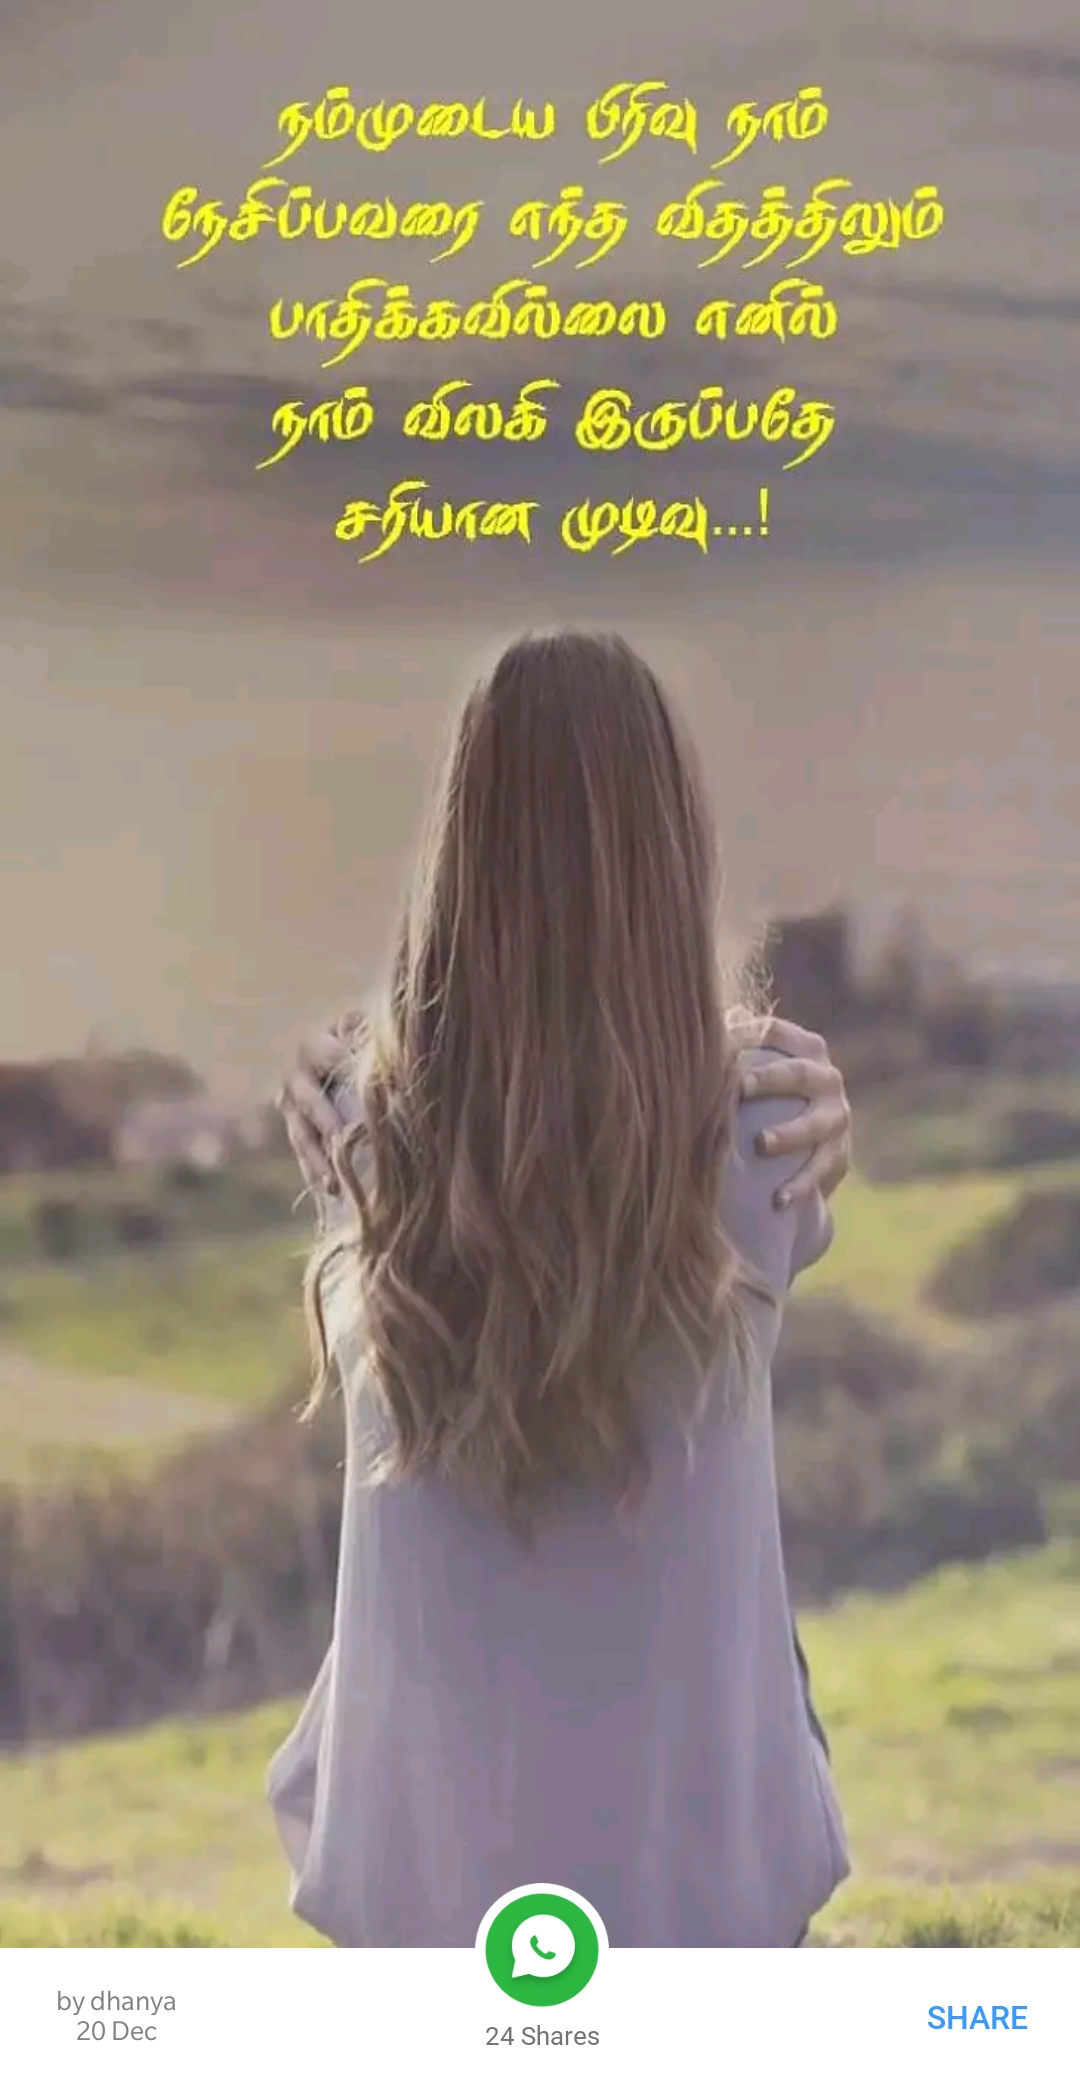 நம்முடைய பிரிவு நாம்
நேசிப்பவரை எந்த விதத்திலும்
பாதிக்கவில்லை எனில்
நாம் விலகி இருப்பதே
சரியான முடிவு...!
by dhanya
20 Dec
24 Shares
SHARE